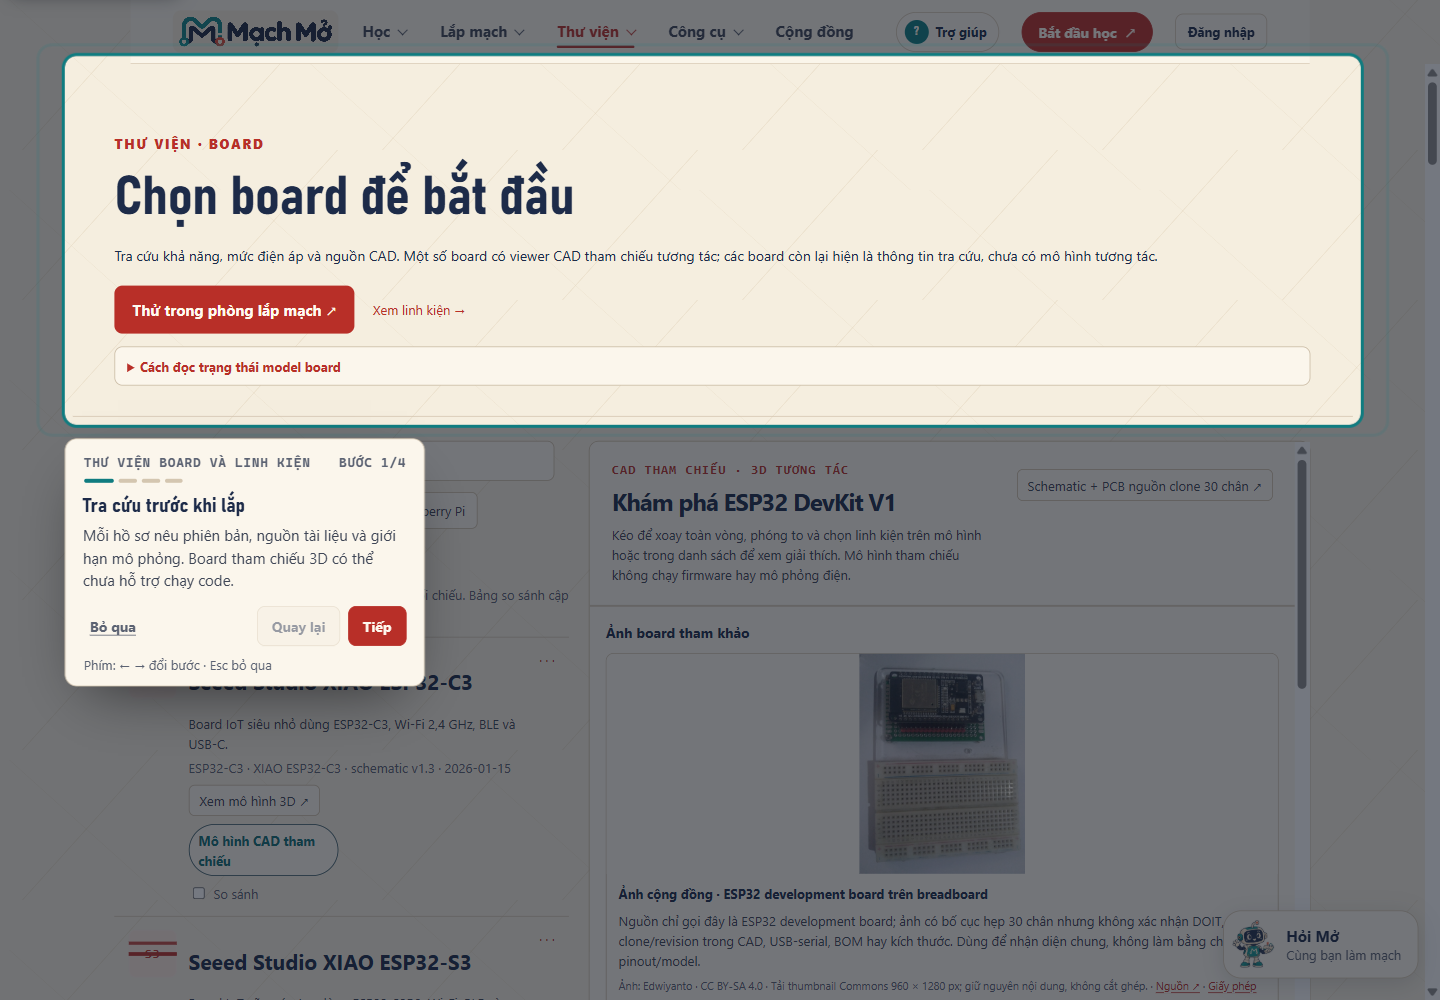 Mạch Mở
Học
Lắp mạch
Thư viện
Công cụ
Cộng đồng
? Trợ giúp
Bắt đầu học ↗
Đăng nhập
THƯ VIỆN · BOARD
Chọn board để bắt đầu
Tra cứu khả năng, mức điện áp và nguồn CAD. Một số board có viewer CAD tham chiếu tương tác; các board còn lại hiện là thông tin tra cứu, chưa có mô hình tương tác.
Thử trong phòng lắp mạch ↗
Xem linh kiện →
▶ Cách đọc trạng thái model board
THƯ VIỆN BOARD VÀ LINH KIỆN
BƯỚC 1/4
Tra cứu trước khi lắp
Mỗi hồ sơ nêu phiên bản, nguồn tài liệu và giới
hạn mô phỏng. Board tham chiếu 3D có thể
chưa hỗ trợ chạy code.
Bỏ qua
Quay lại
Tiếp
Phím: ← → đổi bước · Esc bỏ qua
berry Pi
i chiếu. Bảng so sánh cập
···
Seeed Studio XIAO ESP32-C3
Board IoT siêu nhỏ dùng ESP32-C3, Wi-Fi 2,4 GHz, BLE và
USB-C.
ESP32-C3 · XIAO ESP32-C3 · schematic v1.3 · 2026-01-15
Xem mô hình 3D ↗
Mô hình CAD tham
chiếu
So sánh
···
S3
Seeed Studio XIAO ESP32-S3
CAD THAM CHIẾU · 3D TƯƠNG TÁC
Khám phá ESP32 DevKit V1
Kéo để xoay toàn vòng, phóng to và chọn linh kiện trên mô hình
hoặc trong danh sách để xem giải thích. Mô hình tham chiếu
không chạy firmware hay mô phỏng điện.
Schematic + PCB nguồn clone 30 chân ↗
Ảnh board tham khảo
Ảnh cộng đồng · ESP32 development board trên breadboard
Nguồn chỉ gọi đây là ESP32 development board; ảnh có bố cục hẹp 30 chân nhưng không xác nhận DOIT,
clone/revision trong CAD, USB-serial, BOM hay kích thước. Dùng để nhận diện chung, không làm bằng ch
pinout/model.
Ảnh: Edwiyanto · CC BY-SA 4.0 · Tải thumbnail Commons 960 × 1280 px; giữ nguyên nội dung, không cắt ghép. · Nguồn ↗ · Giấy phép
Hỏi Mở
Cùng bạn làm mạch